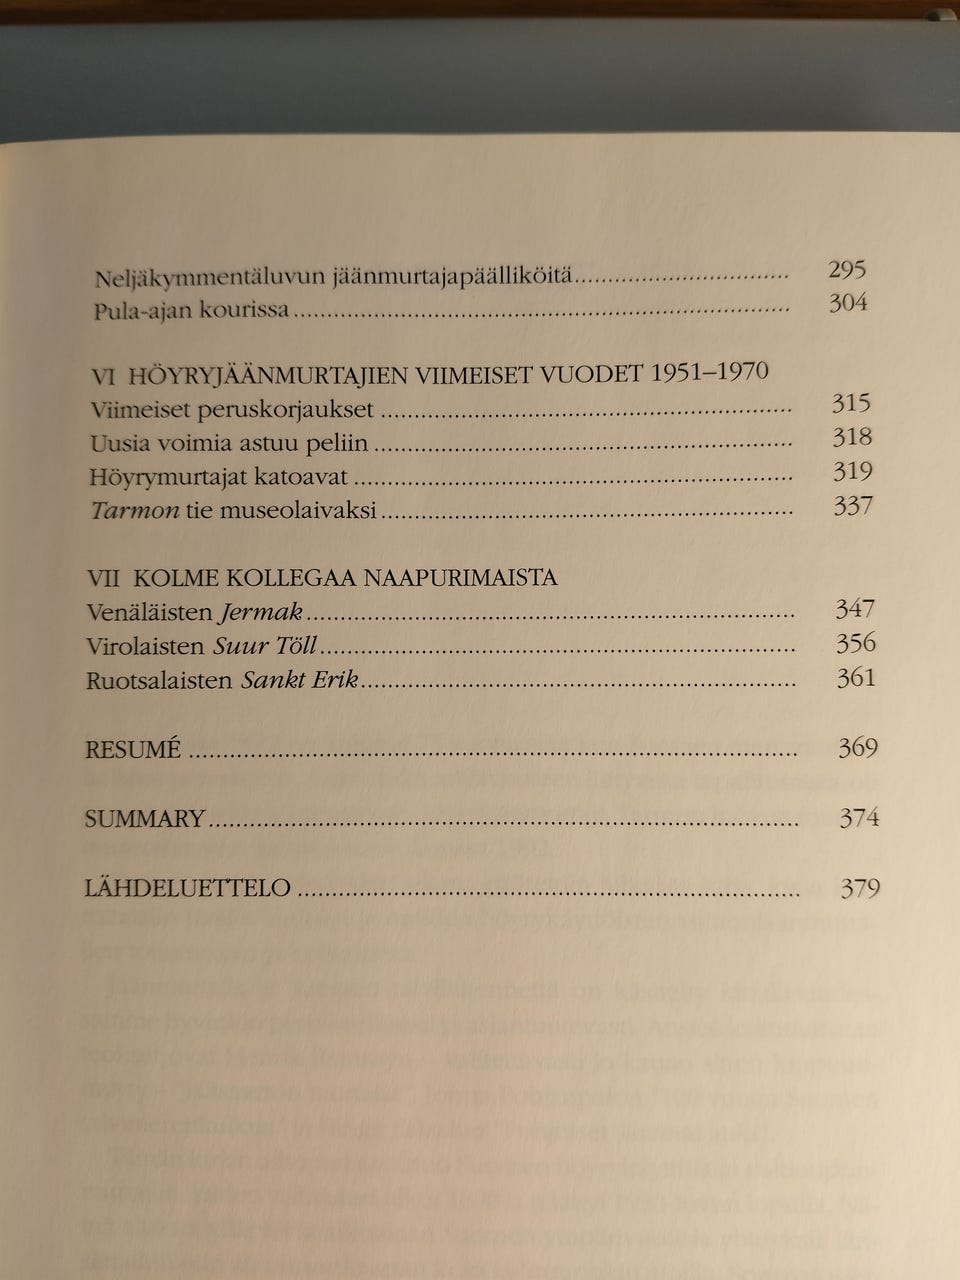 Neljäkymmentäluvun jäänmurtajapäälliköitä 295
Pula-ajan kourissa 304
VI HÖYRYJÄÄNMURTAJIEN VIIMEISET VUODET 1951–1970
Viimeiset peruskorjaukset 315
Uusia voimia astuu peliin 318
Höyrymurtajat katoavat 319
Tarmon tie museolaivaksi 337
VII KOLME KOLLEGAA NAAPURIMAISTA
Venäläisten Jermak 347
Virolaisten Suur Töll 356
Ruotsalaisten Sankt Erik 361
RESUMÉ 369
SUMMARY 374
LÄHDELUETTELO 379